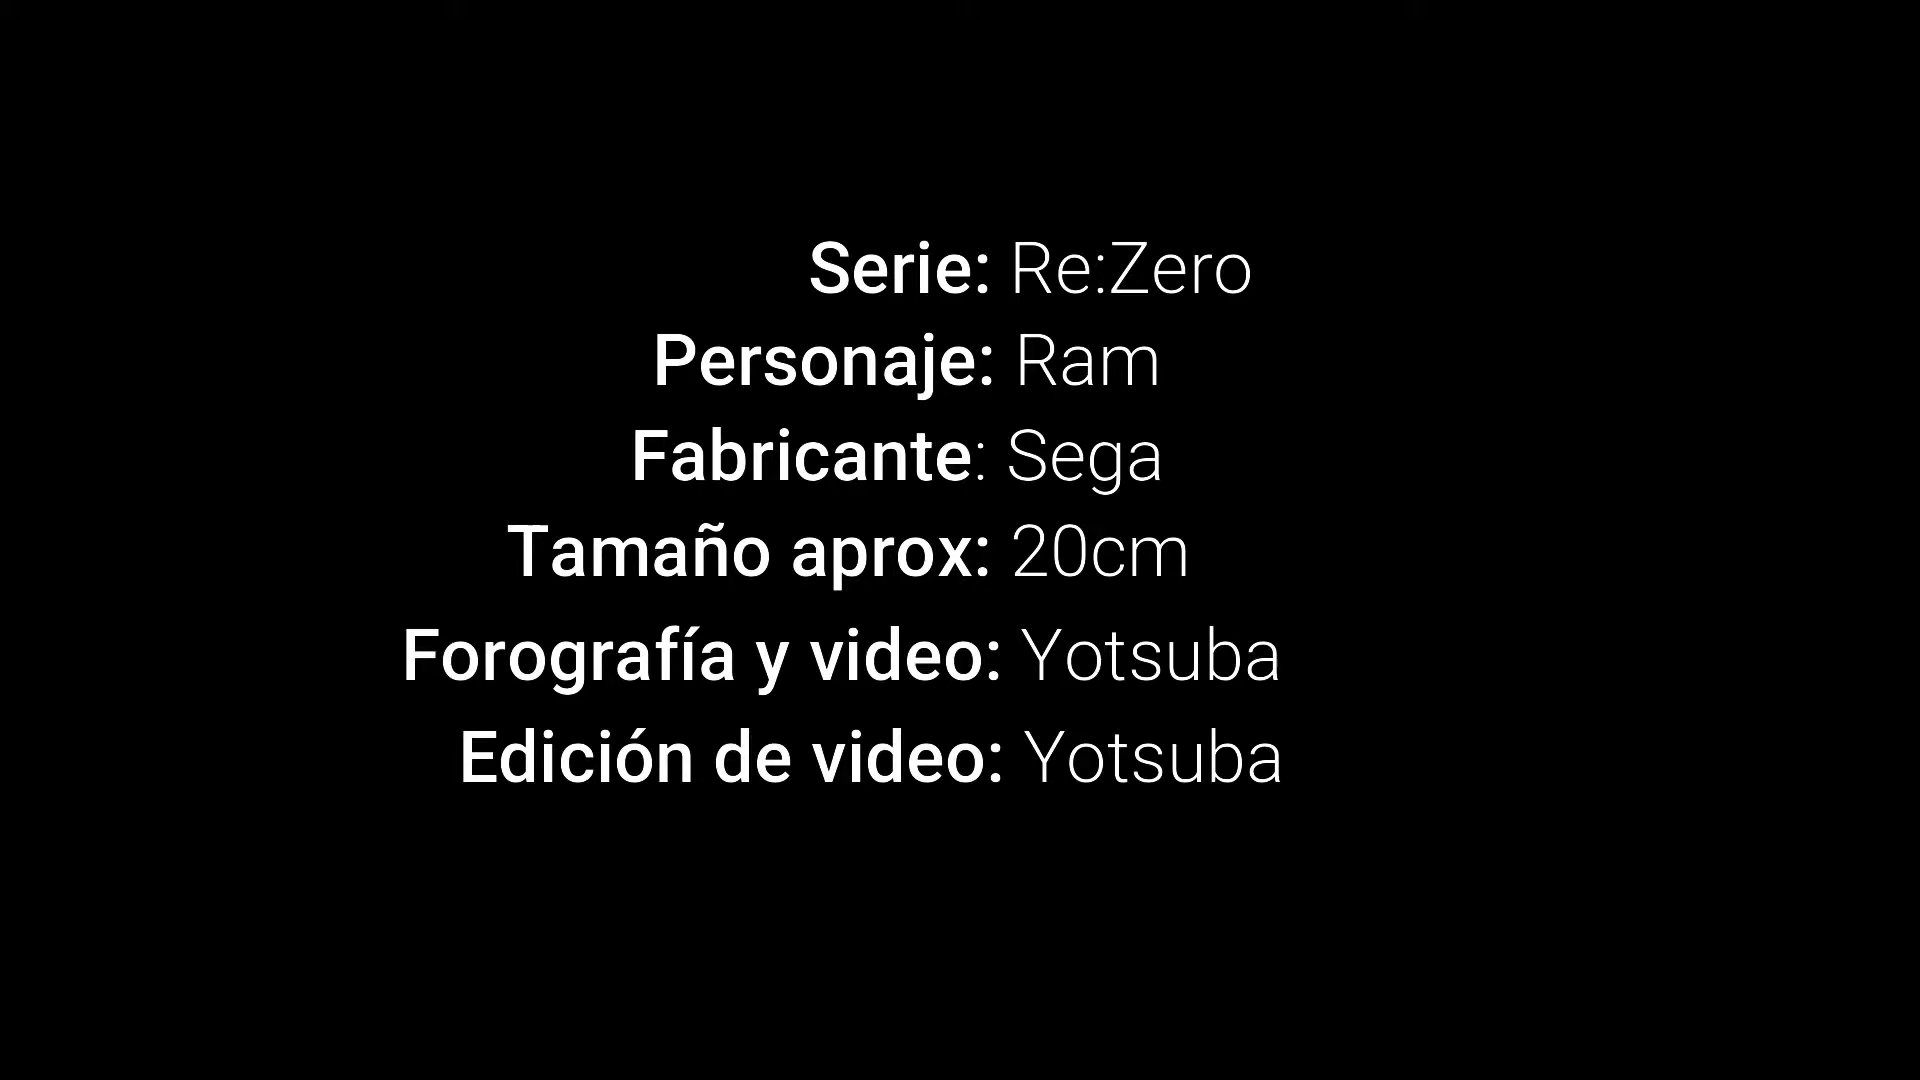 Serie: Re:Zero
Personaje: Ram
Fabricante: Sega
Tamaño aprox: 20cm
Forografía y video: Yotsuba
Edición de video: Yotsuba